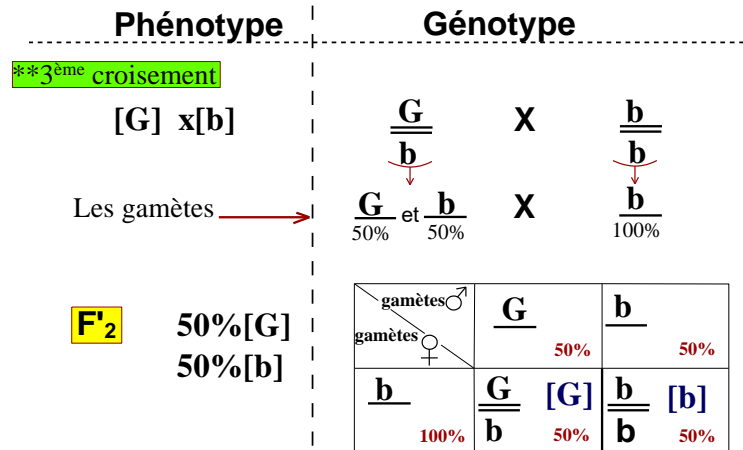 Phénotype Génotype
**3ème croisement
[G] x[b] G X b
b b
Les gamètes G et b X b
50% 50% 100%
F'2 50%[G]
50%[b]
gamètes♂ G b
gamètes♀ 50% 50%
b G [G] b [b]
100% b 50% b 50%